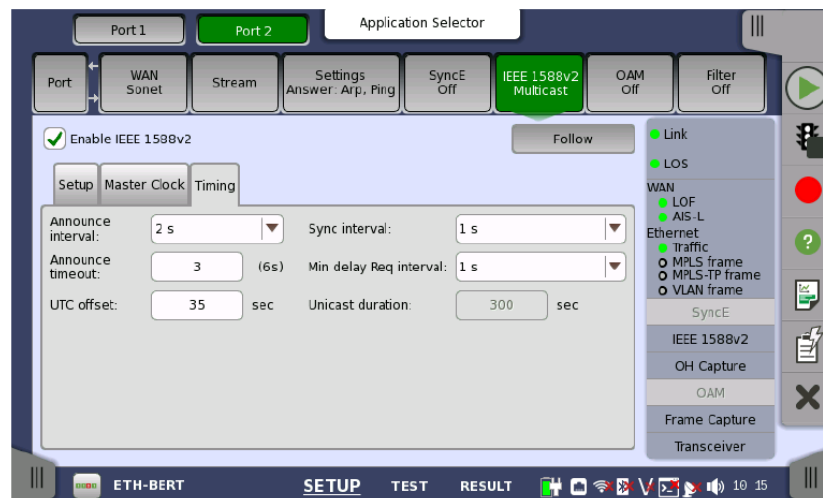 Application Selector
Port 1
Port 2
Port
WAN
Sonet
Stream
Settings
Answer: Arp, Ping
SyncE
Off
IEEE 1588v2
Multicast
OAM
Off
Filter
Off
Enable IEEE 1588v2
Follow
Setup
Master Clock
Timing
Announce
interval:
2 s
Sync interval:
1 s
Announce
timeout:
3
(6s)
Min delay Req interval:
1 s
UTC offset:
35
sec
Unicast duration:
300
sec
Link
LOS
WAN
LOF
AIS-L
Ethernet
Traffic
MPLS frame
MPLS-TP frame
VLAN frame
SyncE
IEEE 1588v2
OH Capture
OAM
Frame Capture
Transceiver
ETH-BERT
SETUP
TEST
RESULT
10 15